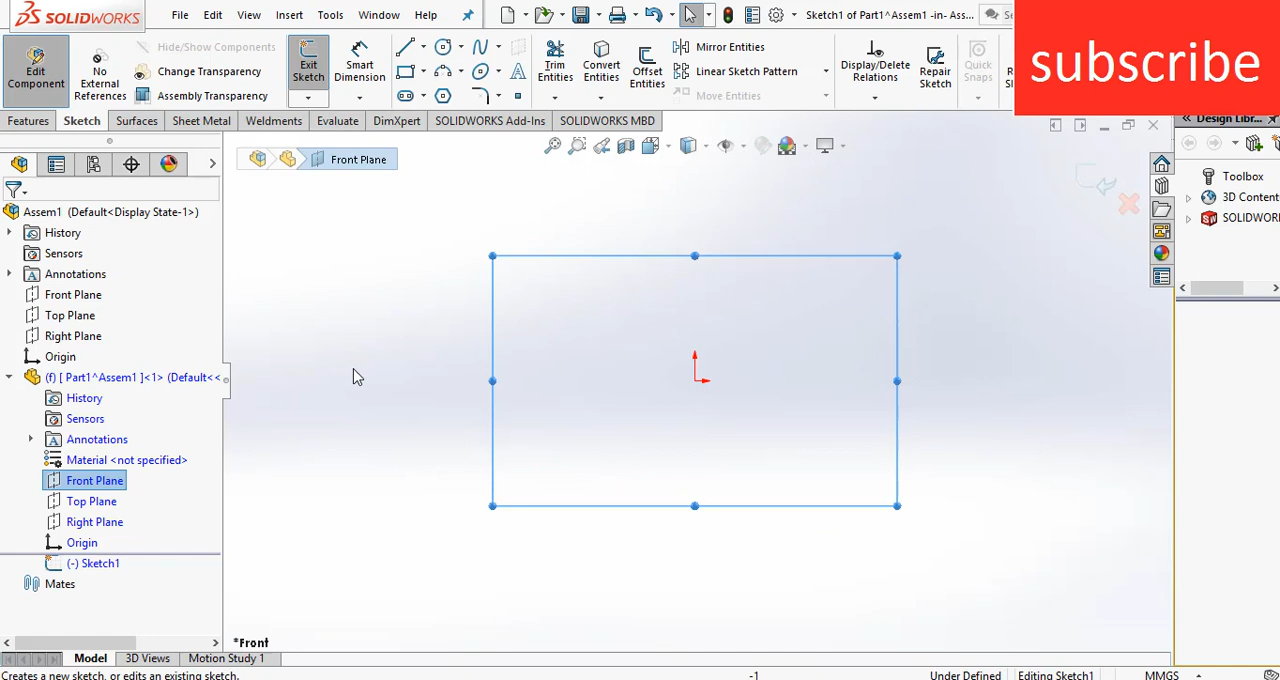 SOLIDWORKS
File Edit View Insert Tools Window Help
Sketch1 of Part1^Assem1 -in- Ass...
subscribe
Edit Component
No External References
Hide/Show Components
Change Transparency
Assembly Transparency
Exit Sketch
Smart Dimension
Trim Entities
Convert Entities
Offset Entities
Mirror Entities
Linear Sketch Pattern
Move Entities
Display/Delete Relations
Repair Sketch
Quick Snaps
Features Sketch Surfaces Sheet Metal Weldments Evaluate DimXpert SOLIDWORKS Add-Ins SOLIDWORKS MBD
Design Libr...
Front Plane
Toolbox
3D Content
SOLIDWOR
Assem1 (Default<Display State-1>)
History
Sensors
Annotations
Front Plane
Top Plane
Right Plane
Origin
(f) [ Part1^Assem1 ]<1> (Default<<
History
Sensors
Annotations
Material <not specified>
Front Plane
Top Plane
Right Plane
Origin
(-) Sketch1
Mates
*Front
Model 3D Views Motion Study 1
Creates a new sketch, or edits an existing sketch.
-1
Under Defined
Editing Sketch1
MMGS